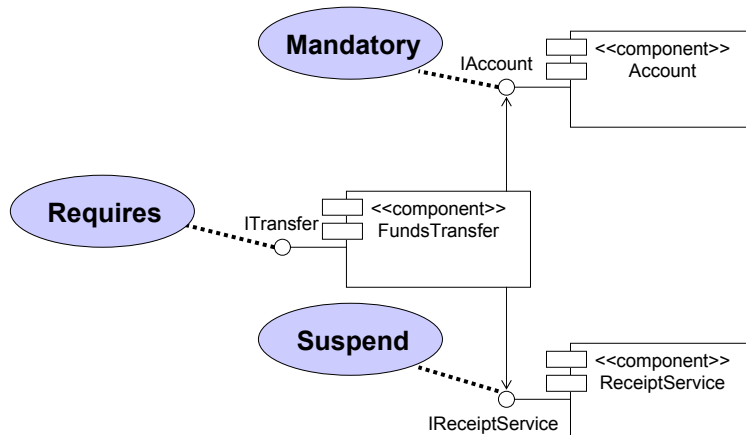 Mandatory
IAccount
<<component>>
Account
Requires
ITransfer
<<component>>
FundsTransfer
Suspend
<<component>>
ReceiptService
IReceiptService